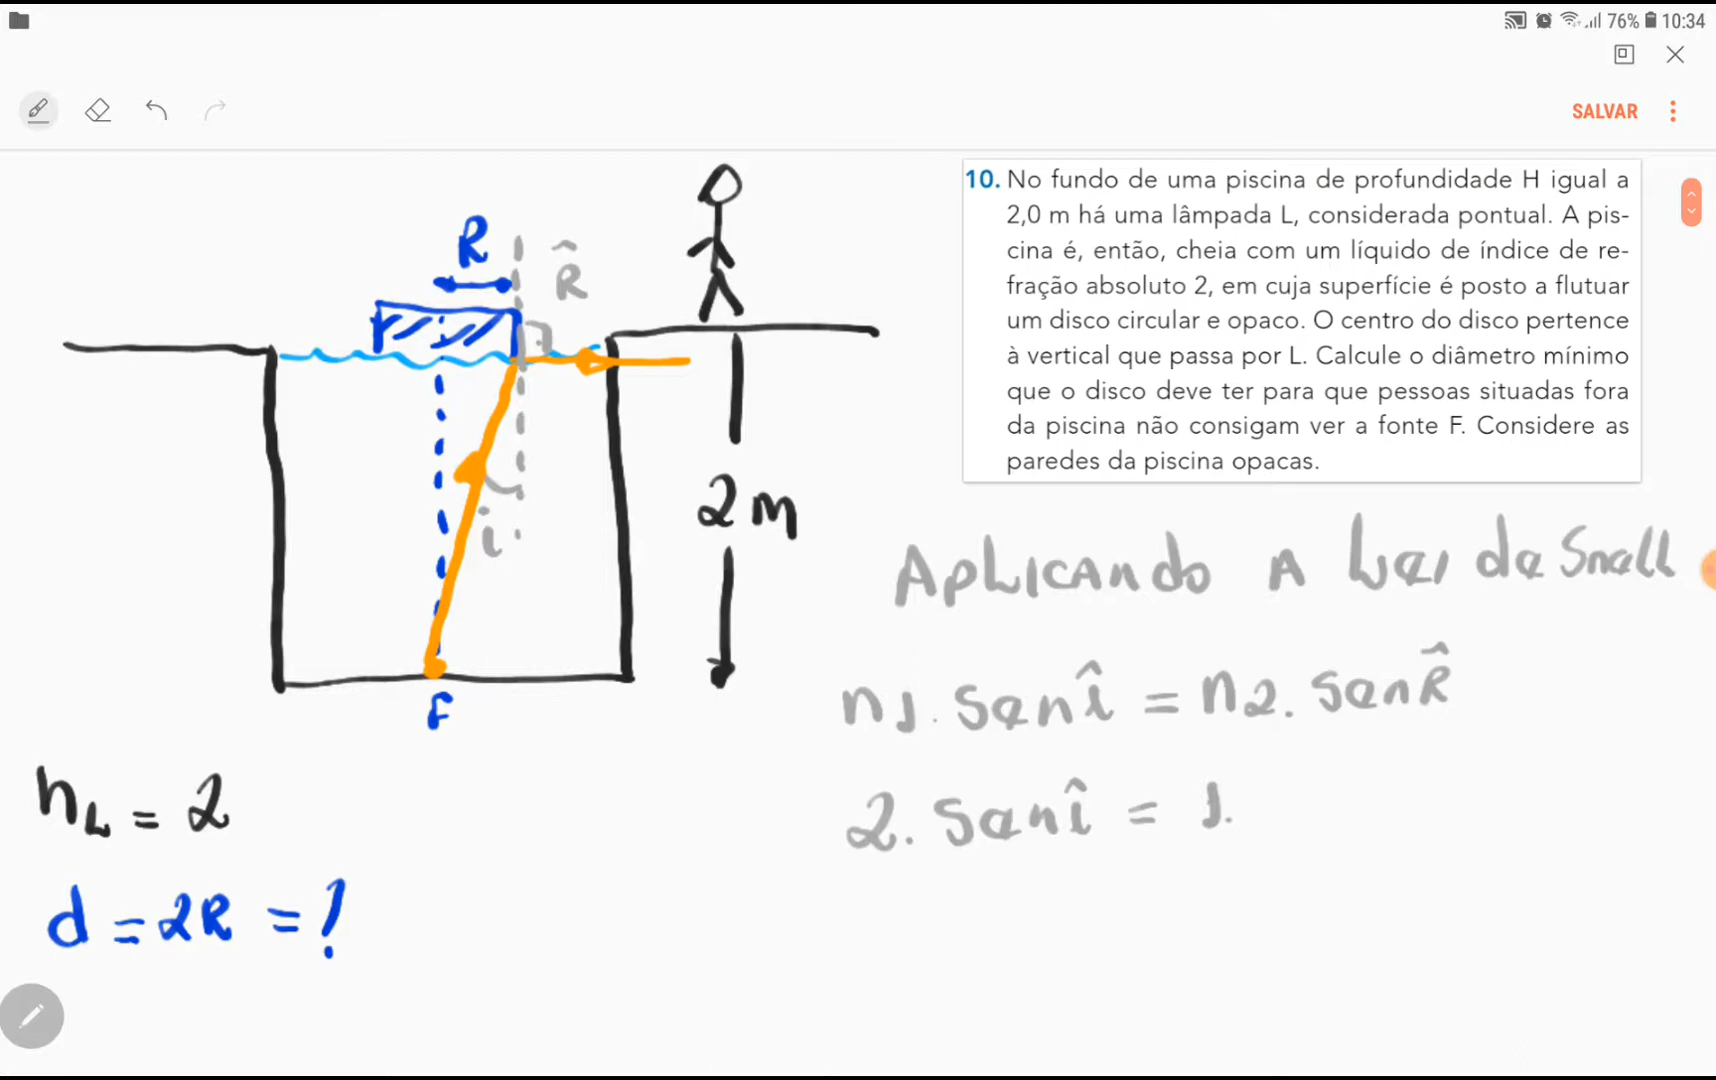 76% 10:34
SALVAR
10. No fundo de uma piscina de profundidade H igual a
2,0 m há uma lâmpada L, considerada pontual. A pis-
cina é, então, cheia com um líquido de índice de re-
fração absoluto 2, em cuja superfície é posto a flutuar
um disco circular e opaco. O centro do disco pertence
à vertical que passa por L. Calcule o diâmetro mínimo
que o disco deve ter para que pessoas situadas fora
da piscina não consigam ver a fonte F. Considere as
paredes da piscina opacas.
R
R̂
i
2 m
F
nL = 2
d = 2R = ?
Aplicando A Lei de Snell
n1. sen î = n2. sen R̂
2. sen î = 1.